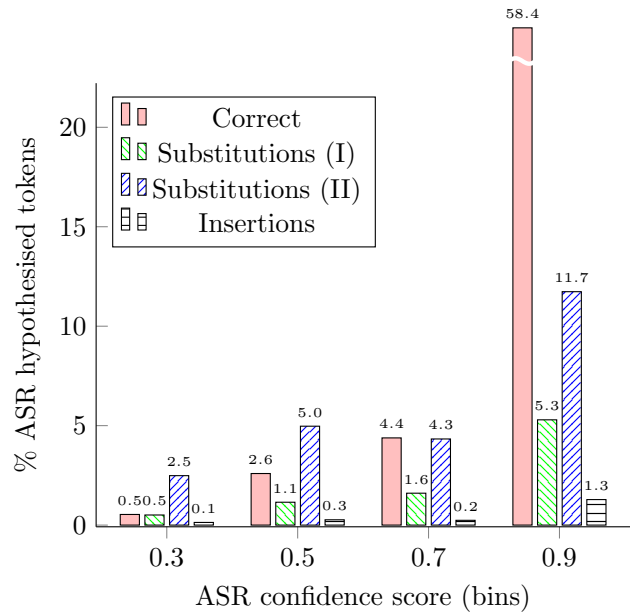 58.4
% ASR hypothesised tokens
20
15
10
5
0
Correct
Substitutions (I)
Substitutions (II)
Insertions
0.5 0.5 2.5 0.1
2.6 1.1 5.0 0.3
4.4 1.6 4.3 0.2
5.3 11.7 1.3
0.3 0.5 0.7 0.9
ASR confidence score (bins)